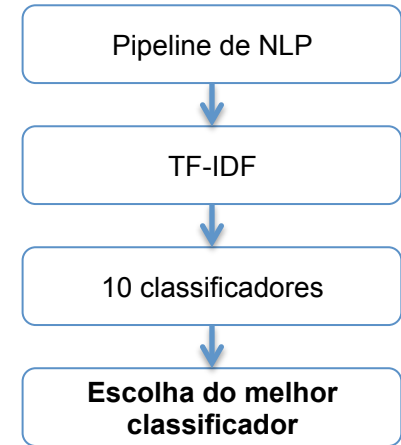 Pipeline de NLP
TF-IDF
10 classificadores
Escolha do melhor
classificador